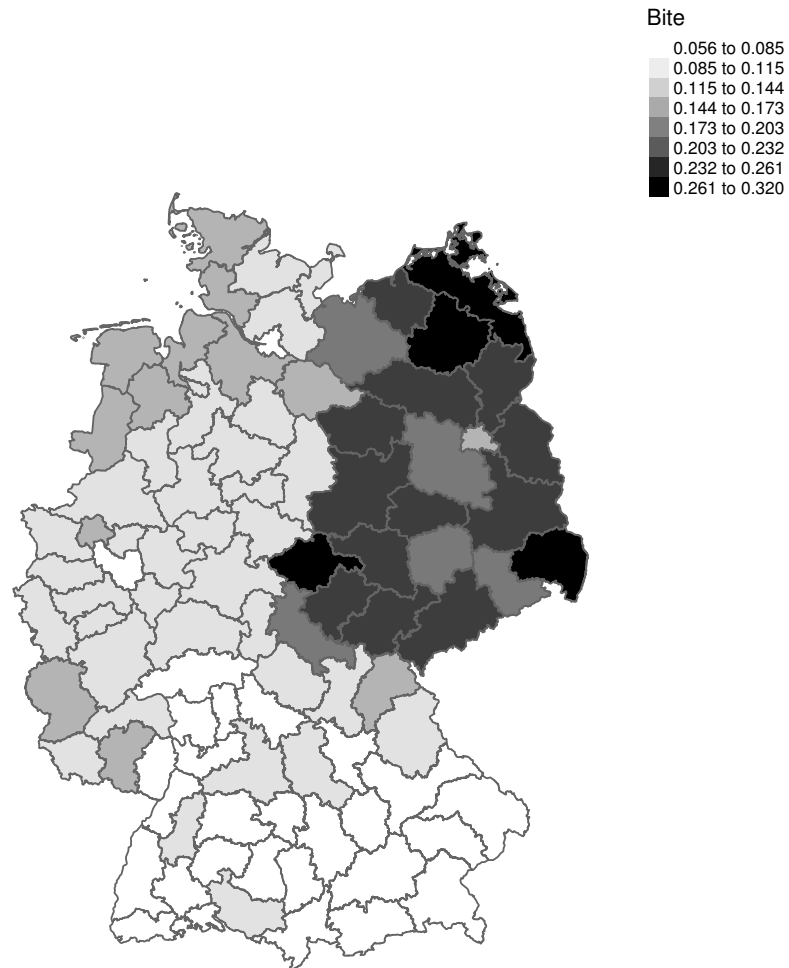 Bite
0.056 to 0.085
0.085 to 0.115
0.115 to 0.144
0.144 to 0.173
0.173 to 0.203
0.203 to 0.232
0.232 to 0.261
0.261 to 0.320